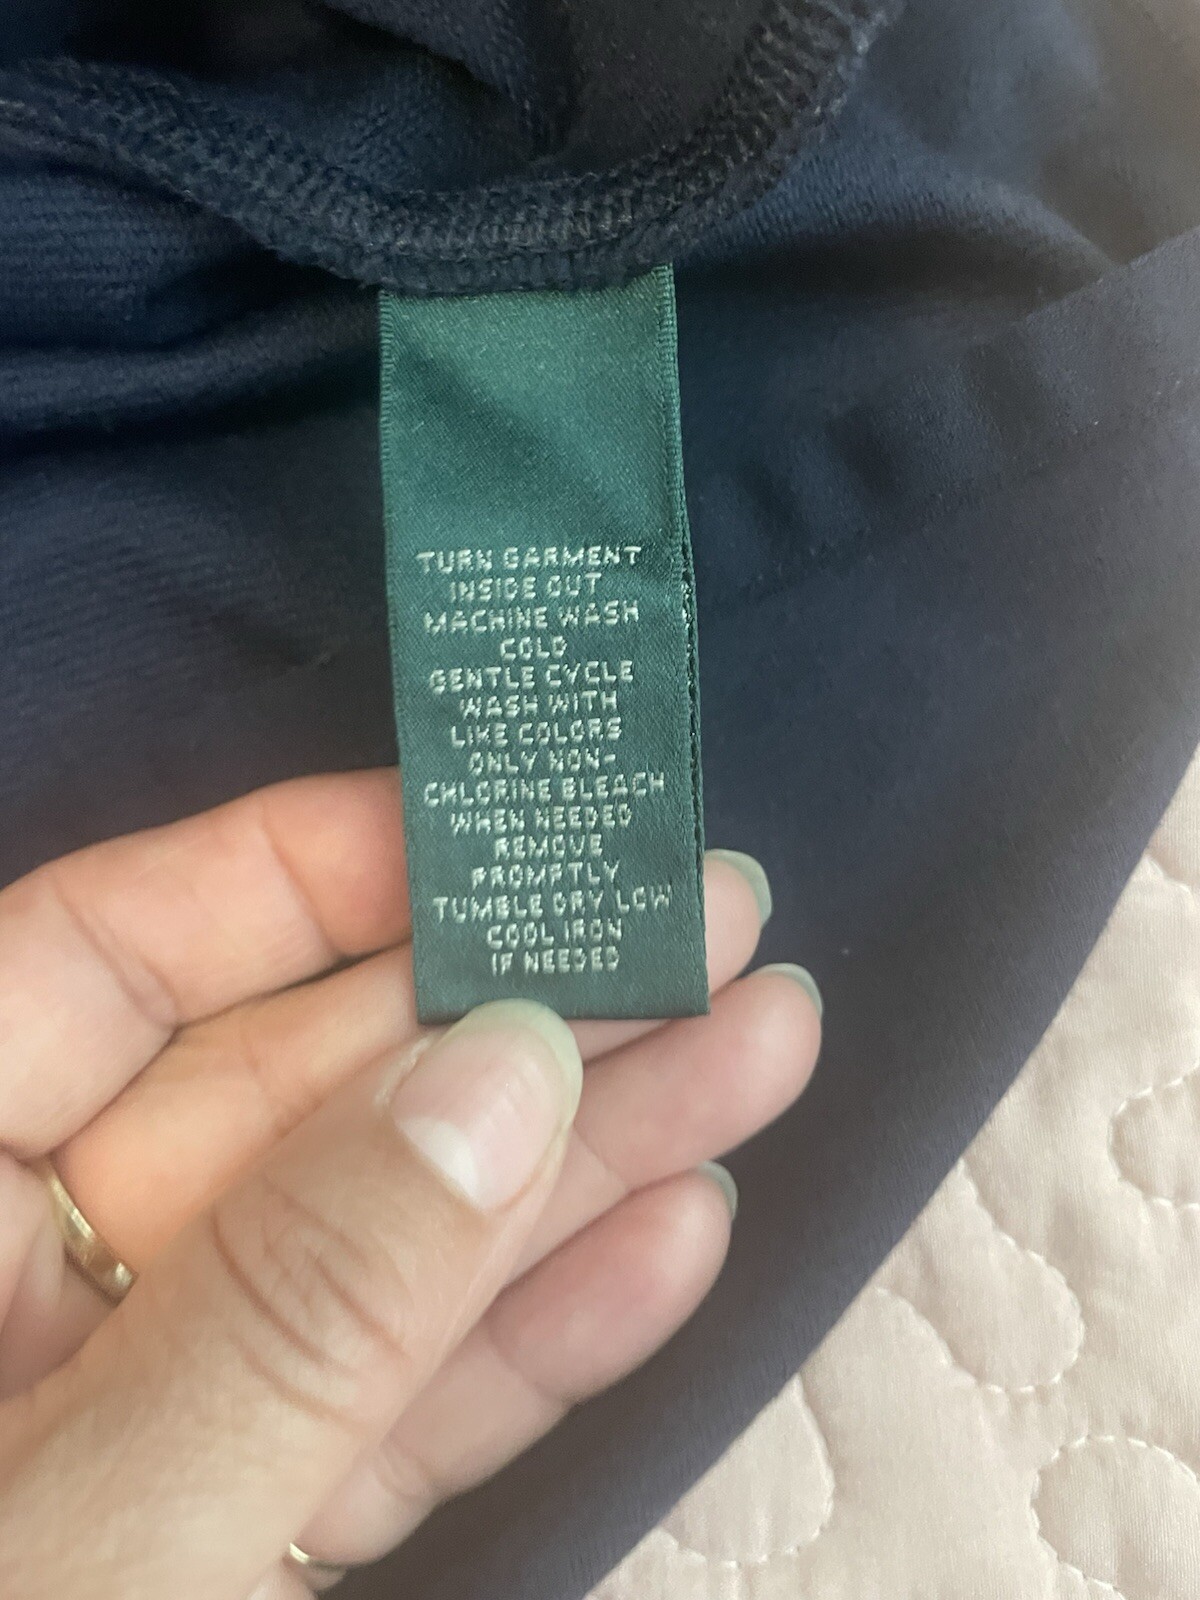 TURN GARMENT
INSIDE OUT
MACHINE WASH
COLD
GENTLE CYCLE
WASH WITH
LIKE COLORS
ONLY NON-
CHLORINE BLEACH
WHEN NEEDED
REMOVE
PROMPTLY
TUMBLE DRY LOW
COOL IRON
IF NEEDED